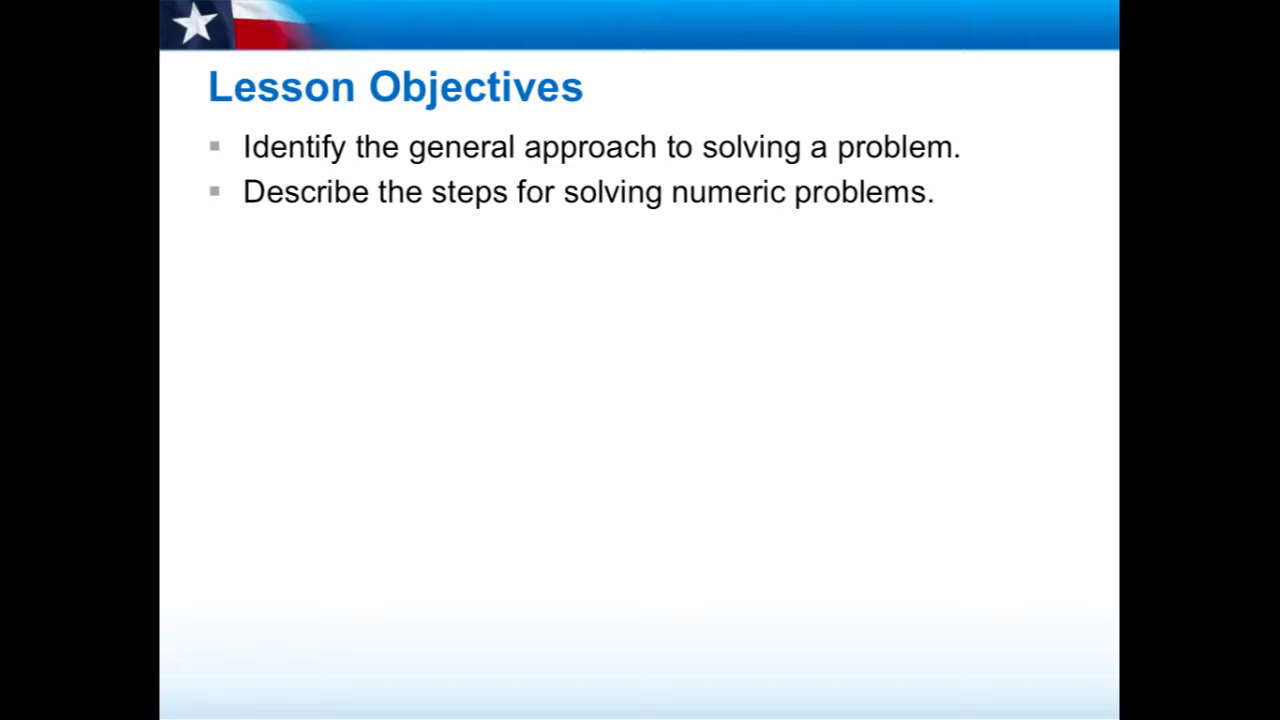 Lesson Objectives
Identify the general approach to solving a problem.
Describe the steps for solving numeric problems.